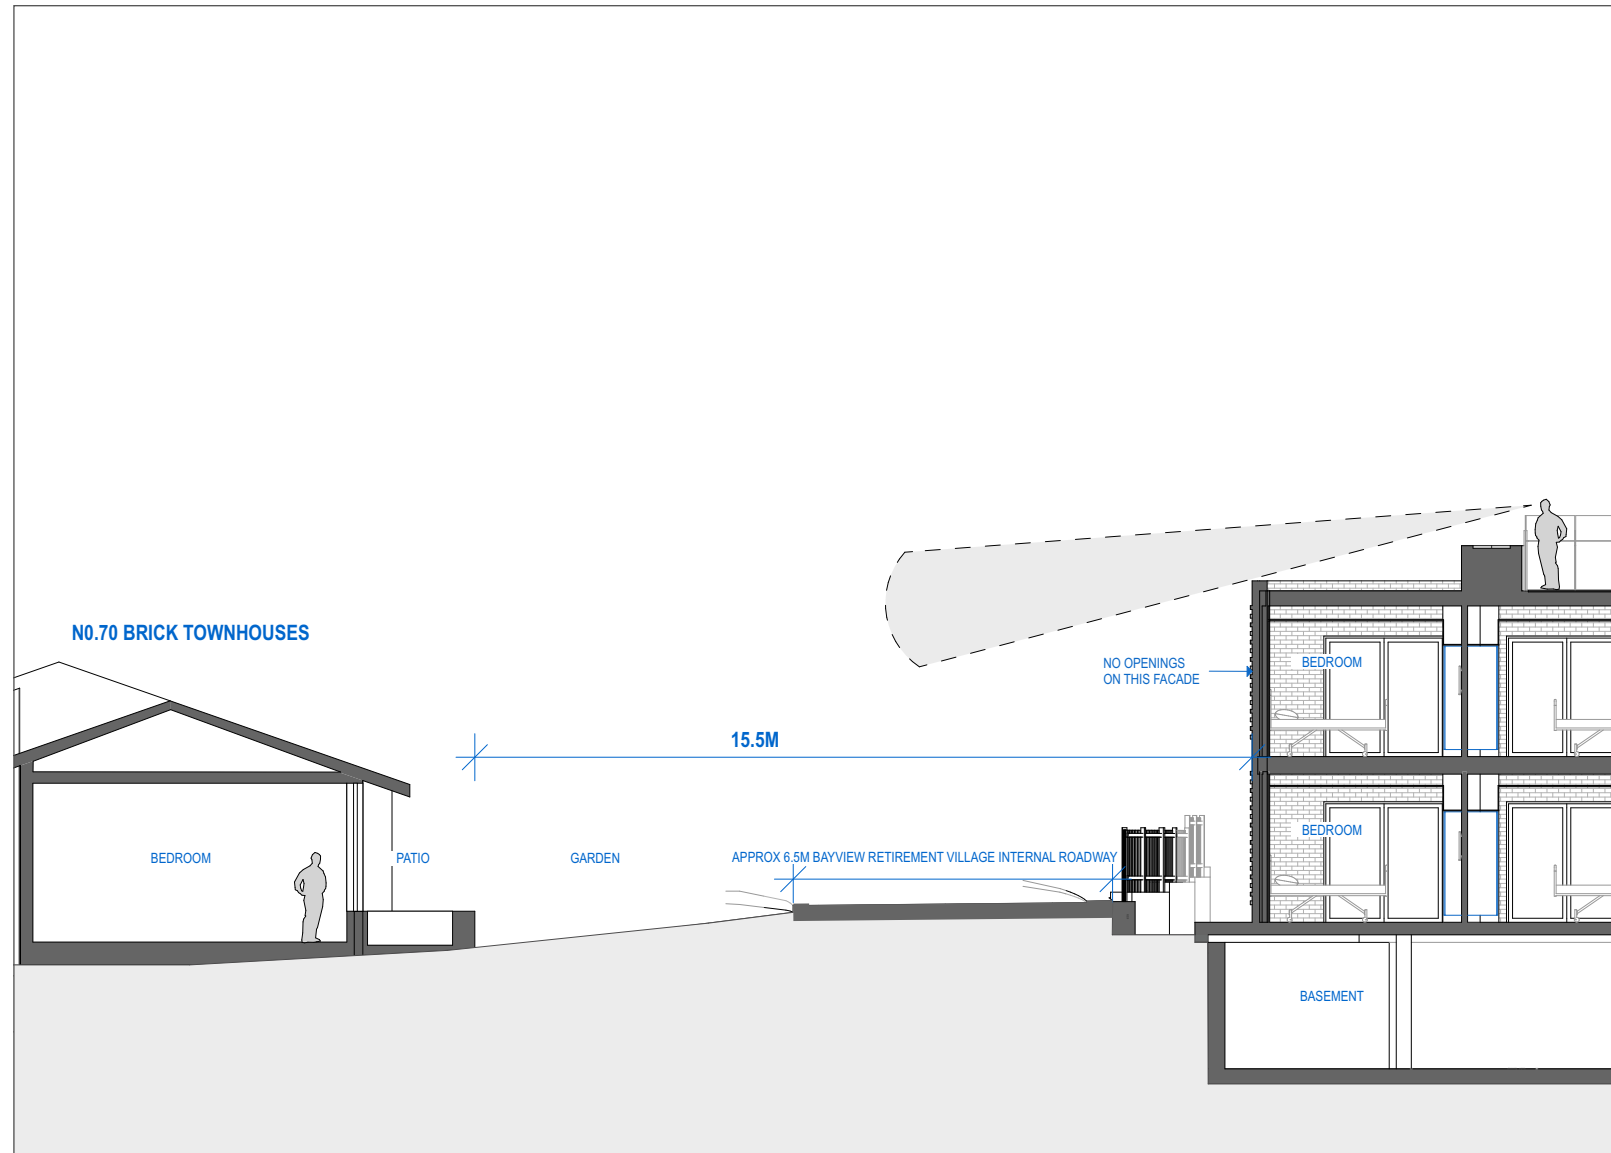 N0.70 BRICK TOWNHOUSES
NO OPENINGS
ON THIS FACADE
BEDROOM
15.5M
BEDROOM
BEDROOM
PATIO
GARDEN
APPROX 6.5M BAYVIEW RETIREMENT VILLAGE INTERNAL ROADWAY
BASEMENT